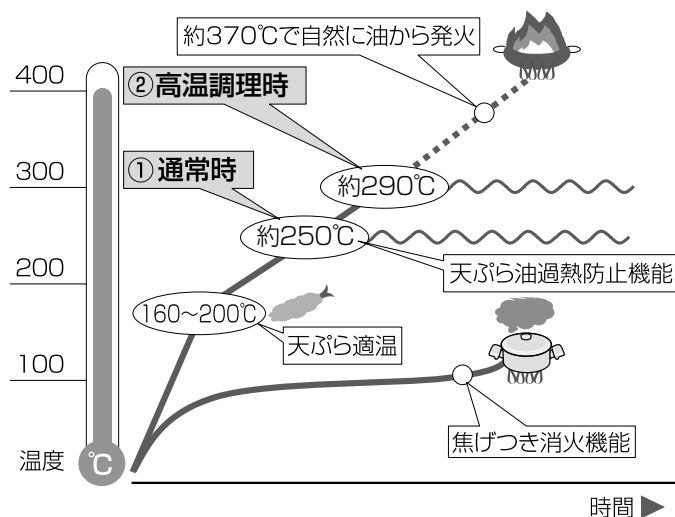 約370℃で自然に油から発火
400
②高温調理時
300
①通常時
約290℃
約250℃
200
天ぷら油過熱防止機能
160〜200℃
天ぷら適温
100
焦げつき消火機能
温度
℃
時間